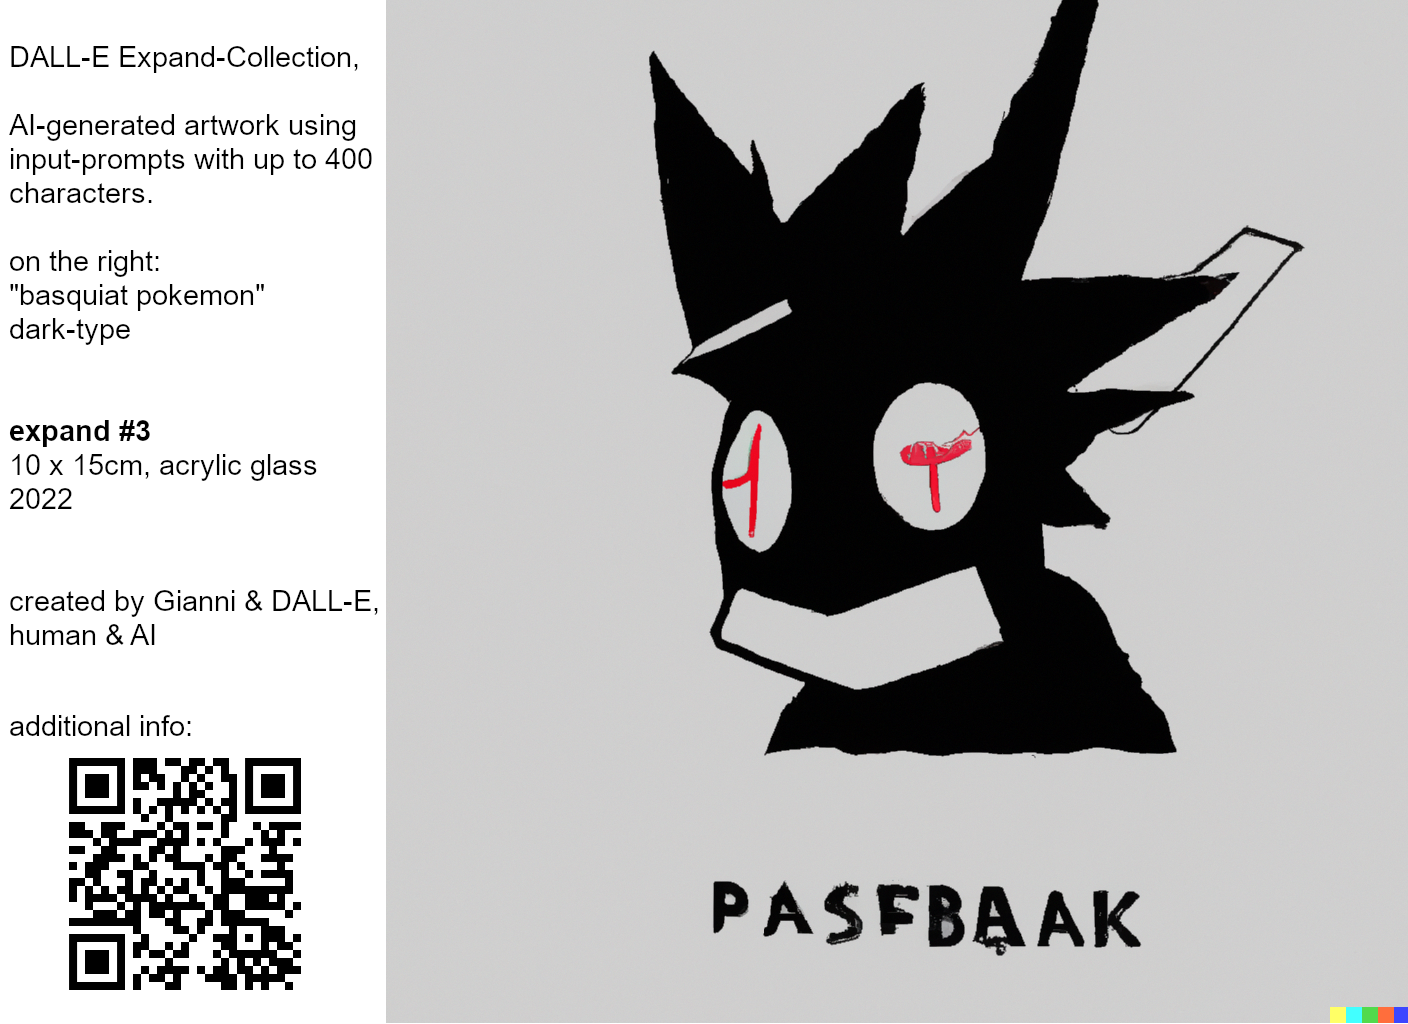 DALL-E Expand-Collection,
AI-generated artwork using
input-prompts with up to 400
characters.
on the right:
"basquiat pokemon"
dark-type
expand #3
10 x 15cm, acrylic glass
2022
created by Gianni & DALL-E,
human & AI
additional info:
PASFBAAK